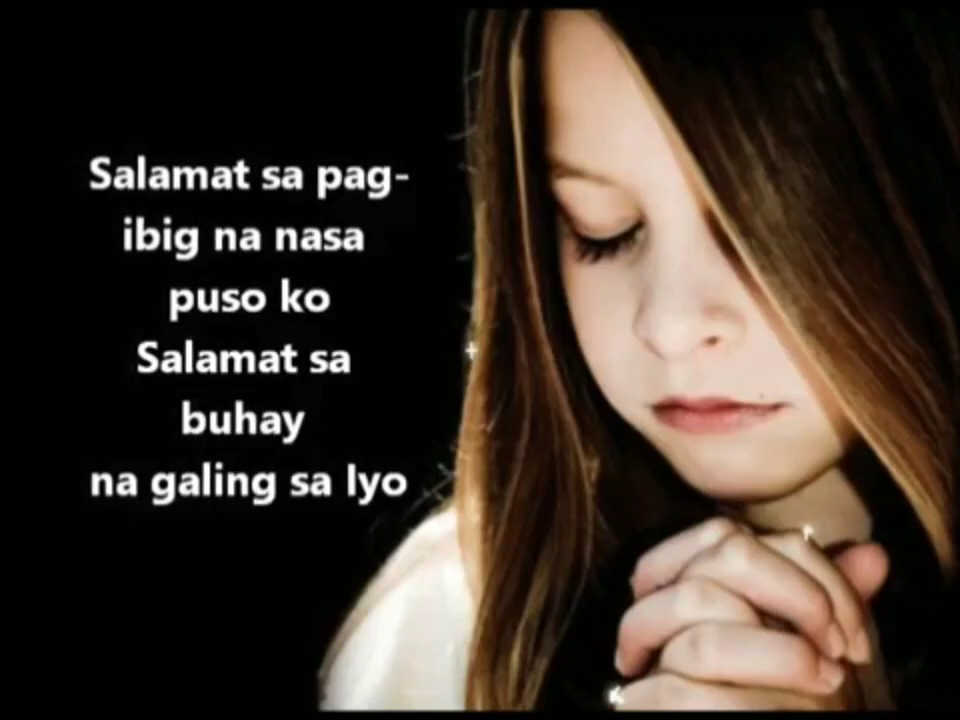 Salamat sa pag-
ibig na nasa
puso ko
Salamat sa
buhay
na galing sa Iyo